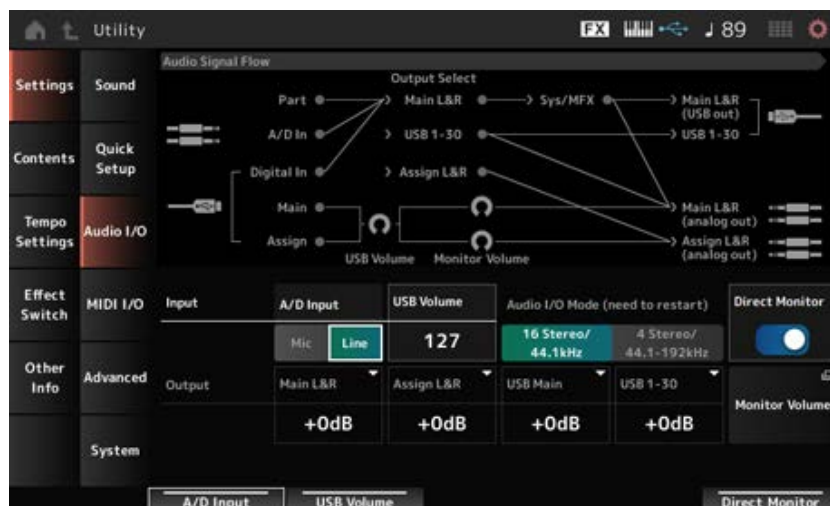 Utility
FX
♩ 89
Settings
Contents
Tempo
Settings
Effect
Switch
Other
Info
Sound
Quick
Setup
Audio I/O
MIDI I/O
Advanced
System
Audio Signal Flow
Output Select
Part
Main L&R
Sys/MFX
Main L&R
(USB out)
A/D In
USB 1-30
USB 1-30
Digital In
Assign L&R
Main
Main L&R
(analog out)
Assign
Assign L&R
(analog out)
USB Volume
Monitor Volume
Input
A/D Input
Mic
Line
USB Volume
127
Audio I/O Mode (need to restart)
16 Stereo/
44.1kHz
4 Stereo/
44.1-192kHz
Direct Monitor
Output
Main L&R
+0dB
Assign L&R
+0dB
USB Main
+0dB
USB 1-30
+0dB
Monitor Volume
A/D Input
USB Volume
Direct Monitor